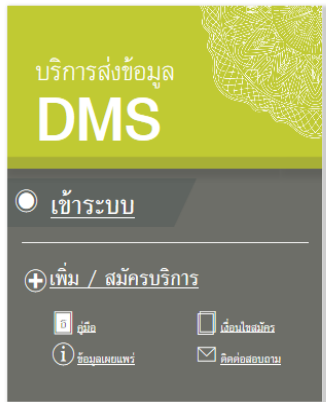 บริการส่งข้อมูล
DMS
เข้าระบบ
เพิ่ม / สมัครบริการ
คู่มือ
เงื่อนไขสมัคร
ข้อมูลเผยแพร่
ติดต่อสอบถาม